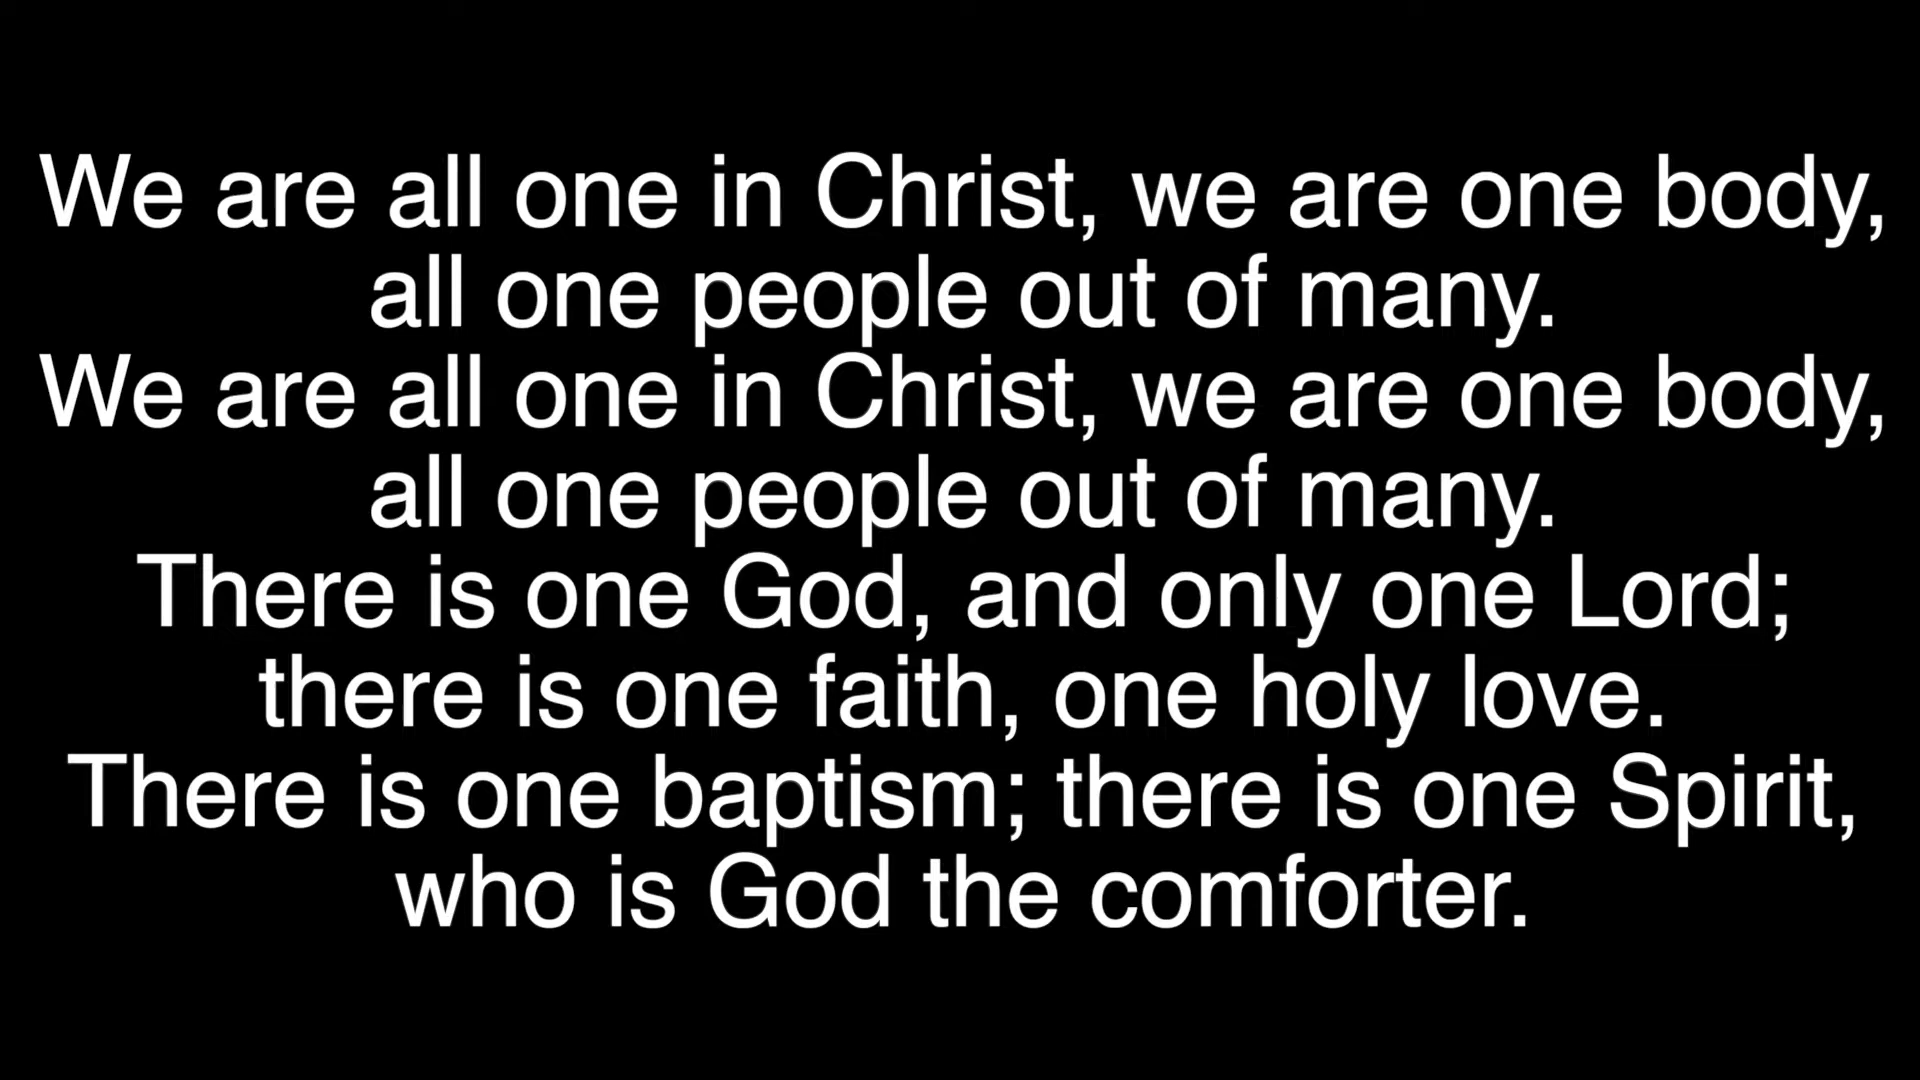 We are all one in Christ, we are one body,
all one people out of many.
We are all one in Christ, we are one body,
all one people out of many.
There is one God, and only one Lord;
there is one faith, one holy love.
There is one baptism; there is one Spirit,
who is God the comforter.